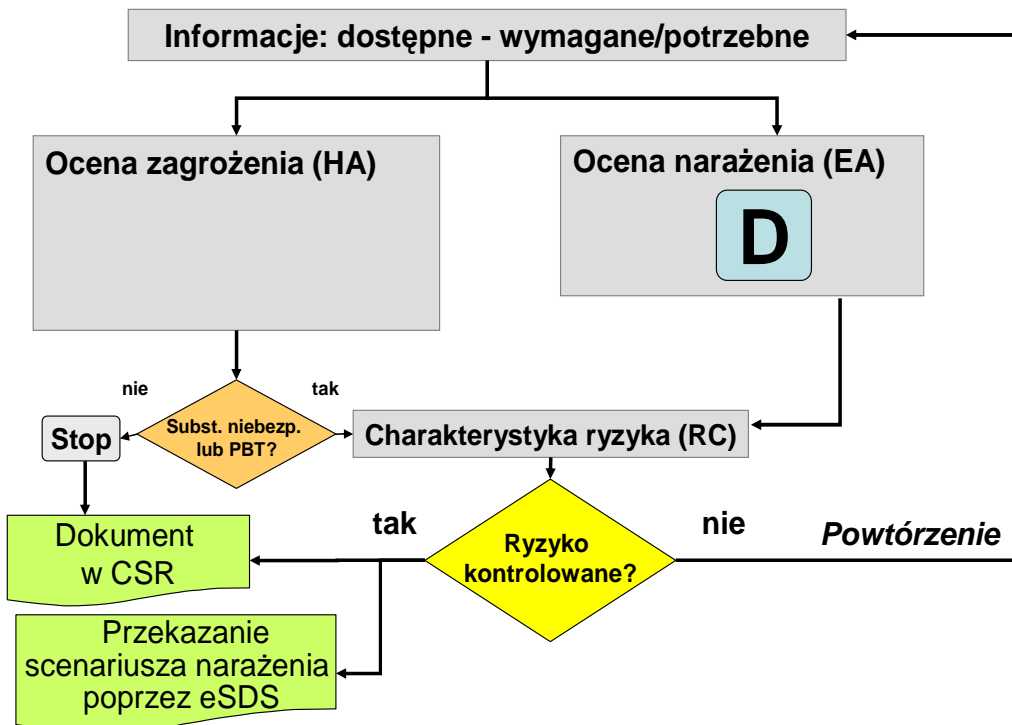 Informacje: dostępne - wymagane/potrzebne
Ocena zagrożenia (HA)
Ocena narażenia (EA)
D
nie
tak
Subst. niebezp.
lub PBT?
Stop
Charakterystyka ryzyka (RC)
tak
nie
Powtórzenie
Ryzyko
kontrolowane?
Dokument
w CSR
Przekazanie
scenariusza narażenia
poprzez eSDS